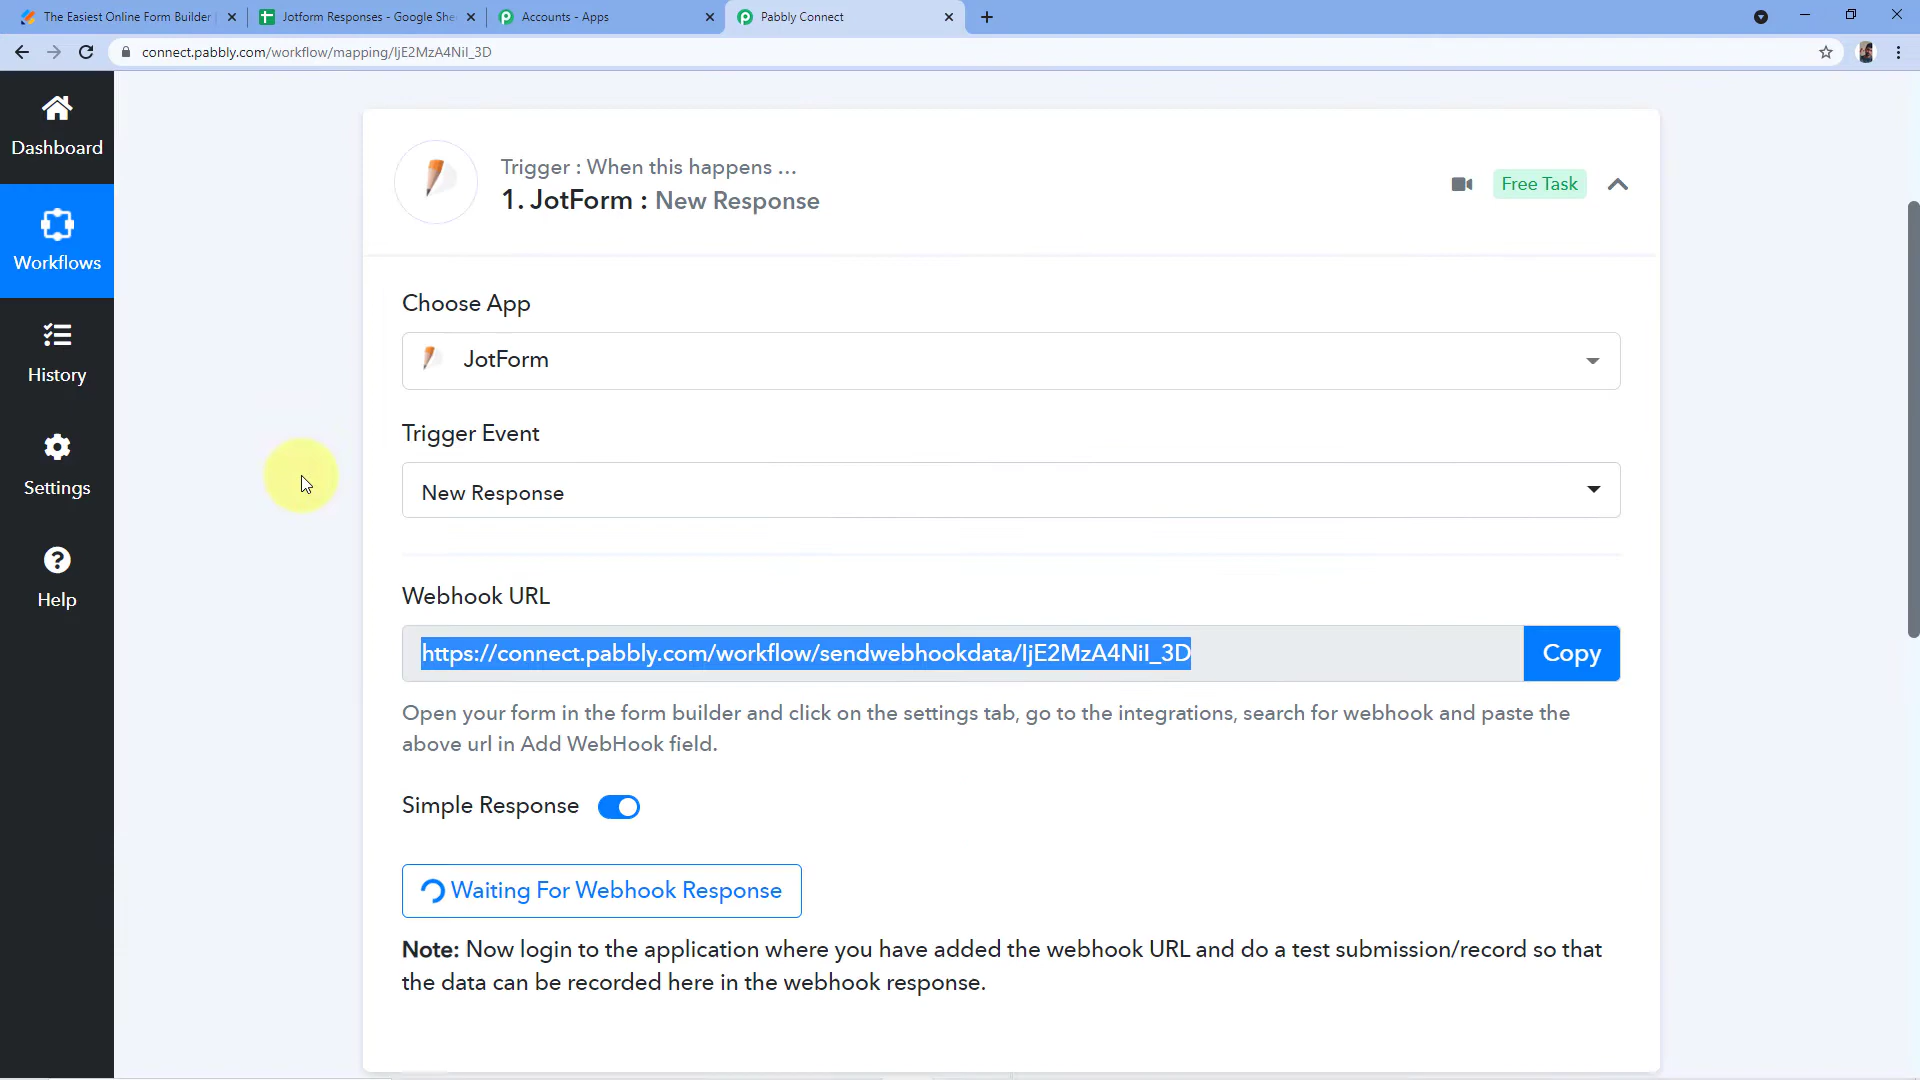 The Easiest Online Form Builder
Jotform Responses - Google She
Accounts - Apps
Pabbly Connect
connect.pabbly.com/workflow/mapping/IjE2MzA4NiI_3D
Dashboard
Workflows
History
Settings
Help
Trigger : When this happens ...
1. JotForm : New Response
Free Task
Choose App
JotForm
Trigger Event
New Response
Webhook URL
https://connect.pabbly.com/workflow/sendwebhookdata/IjE2MzA4NiI_3D
Copy
Open your form in the form builder and click on the settings tab, go to the integrations, search for webhook and paste the
above url in Add WebHook field.
Simple Response
Waiting For Webhook Response
Note: Now login to the application where you have added the webhook URL and do a test submission/record so that
the data can be recorded here in the webhook response.